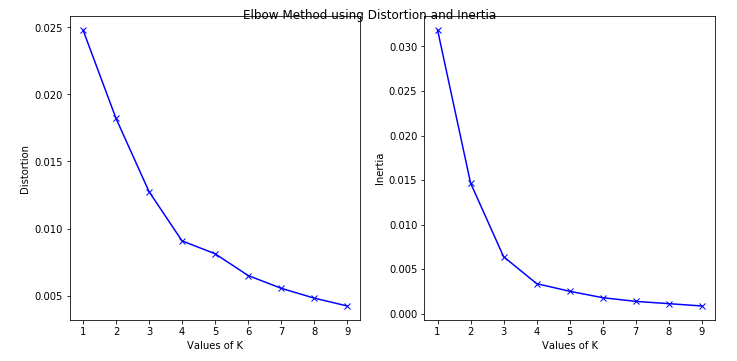 Elbow Method using Distortion and Inertia
0.025
0.020
0.015
0.010
0.005
Distortion
1 2 3 4 5 6 7 8 9
Values of K
0.030
0.025
0.020
0.015
0.010
0.005
0.000
Inertia
1 2 3 4 5 6 7 8 9
Values of K